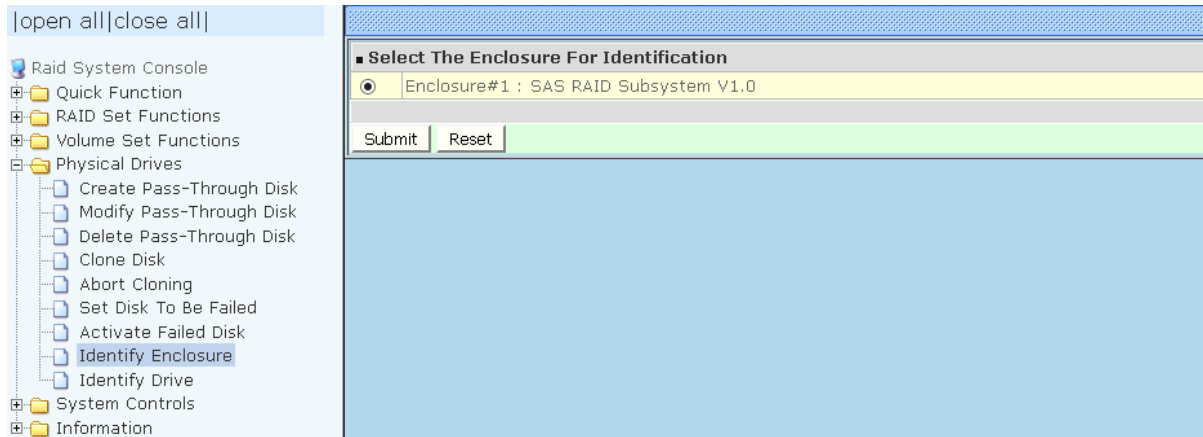 |open all|close all|
Raid System Console
Quick Function
RAID Set Functions
Volume Set Functions
Physical Drives
Create Pass-Through Disk
Modify Pass-Through Disk
Delete Pass-Through Disk
Clone Disk
Abort Cloning
Set Disk To Be Failed
Activate Failed Disk
Identify Enclosure
Identify Drive
System Controls
Information
Select The Enclosure For Identification
Enclosure#1 : SAS RAID Subsystem V1.0
Submit Reset